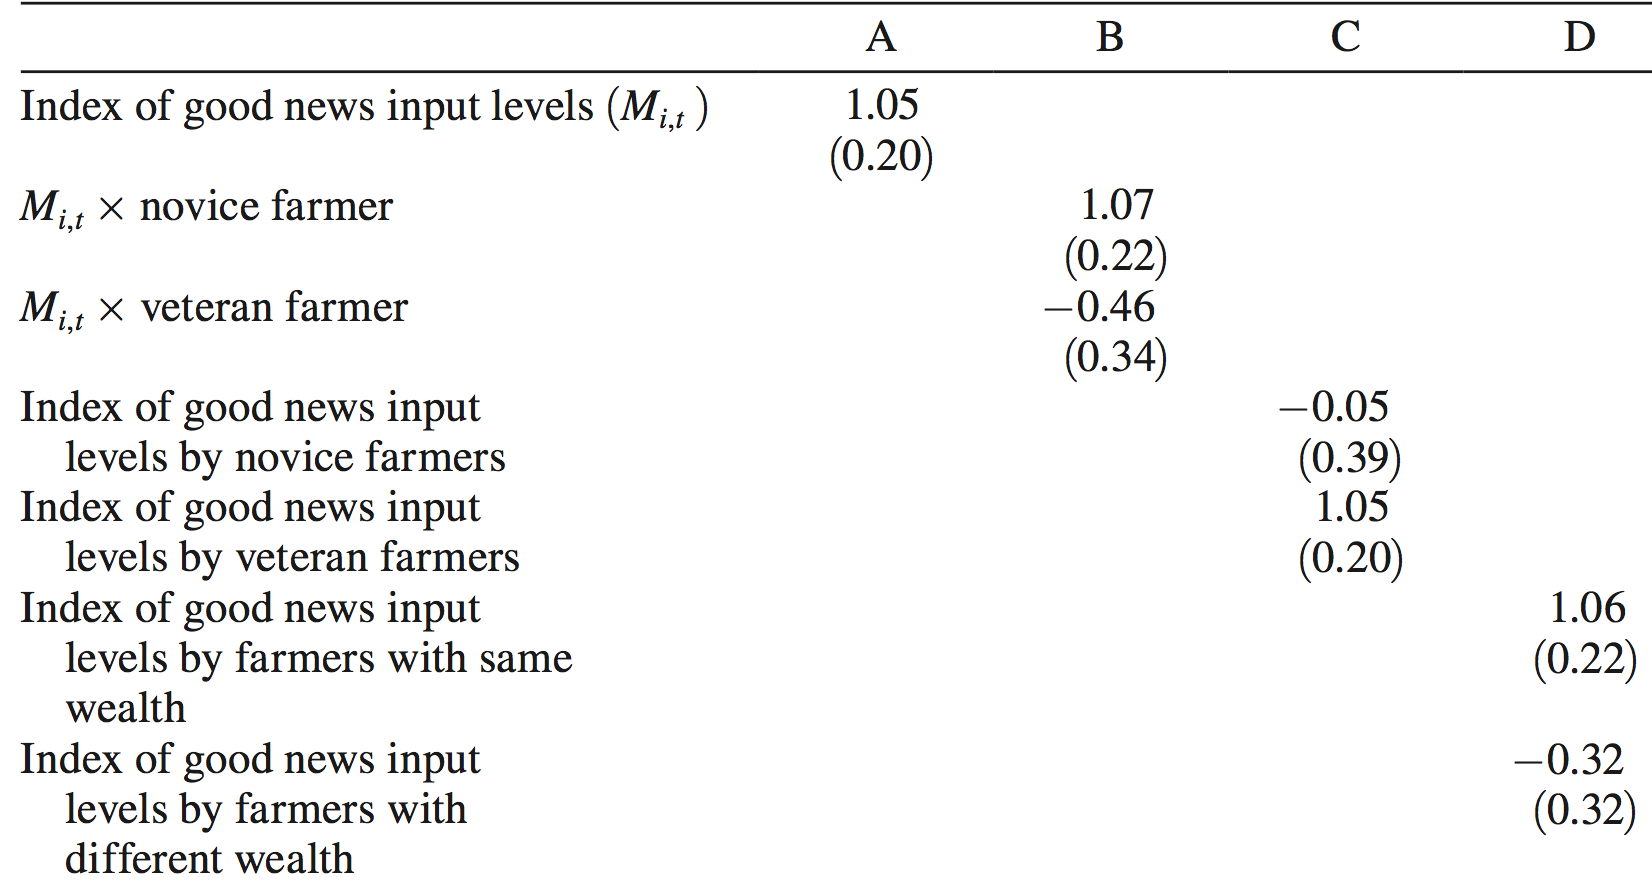 A B C D
Index of good news input levels (M_{i,t}) 1.05
(0.20)
M_{i,t} × novice farmer 1.07
(0.22)
M_{i,t} × veteran farmer −0.46
(0.34)
Index of good news input −0.05
levels by novice farmers (0.39)
Index of good news input 1.05
levels by veteran farmers (0.20)
Index of good news input 1.06
levels by farmers with same (0.22)
wealth
Index of good news input −0.32
levels by farmers with (0.32)
different wealth